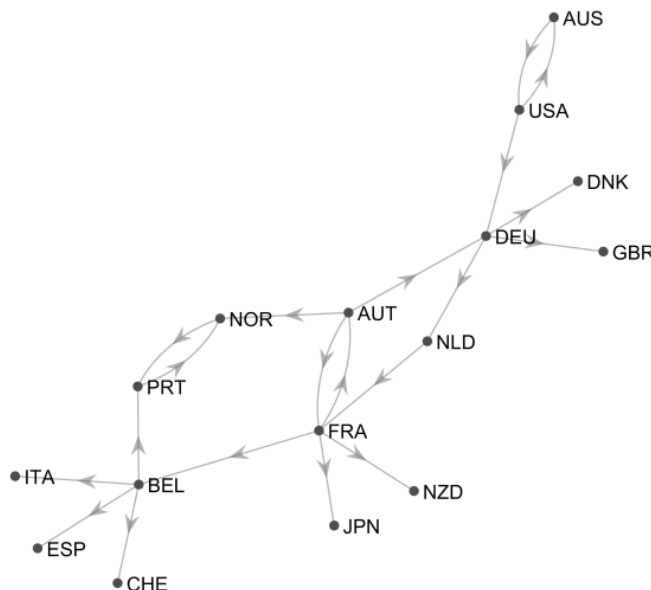 AUS
USA
DNK
DEU
GBR
NOR
AUT
NLD
PRT
FRA
ITA
BEL
NZD
JPN
ESP
CHE